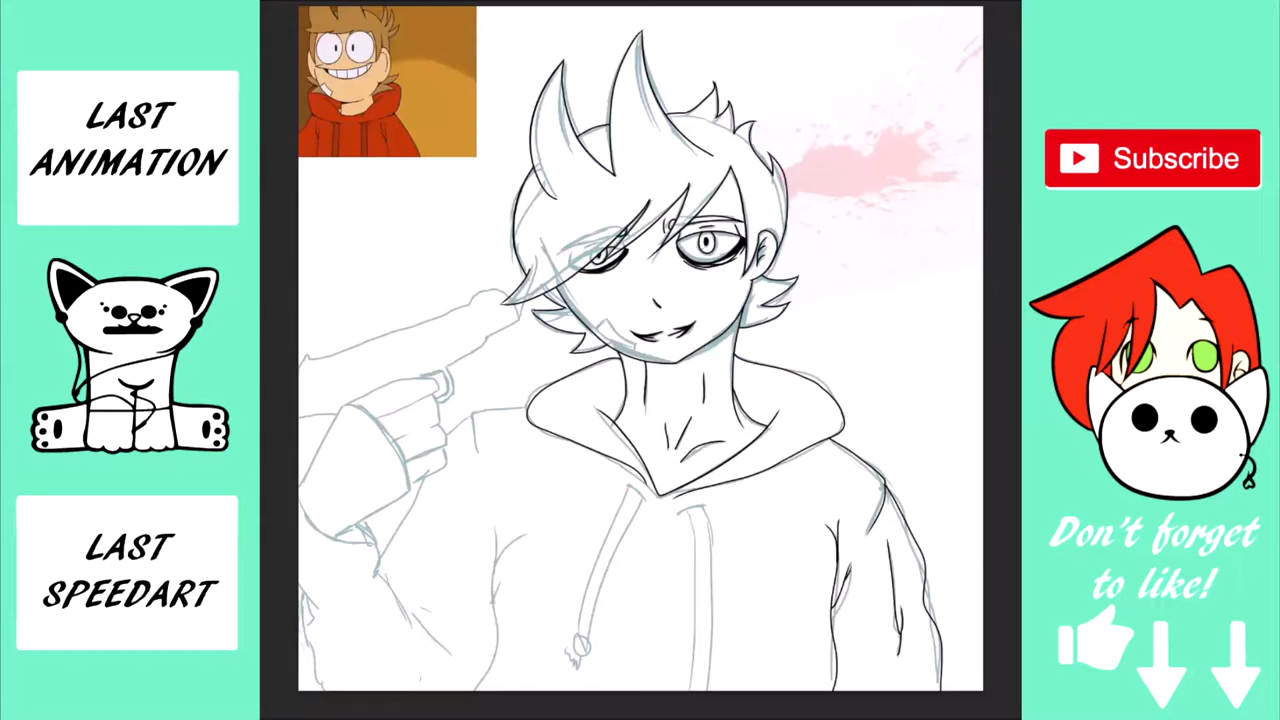 LAST
ANIMATION
LAST
SPEEDART
Subscribe
Don't forget
to like!